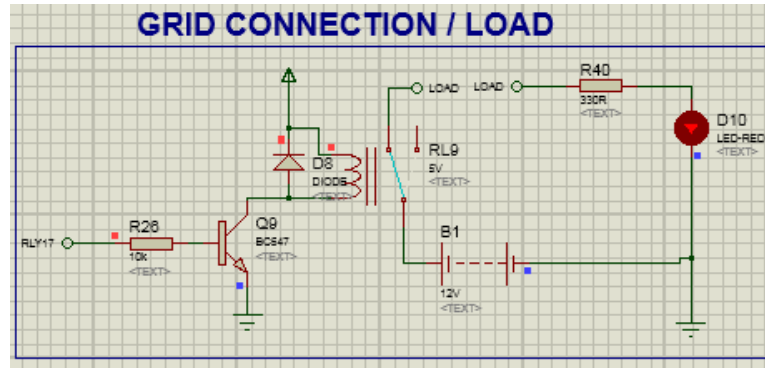 GRID CONNECTION / LOAD
LOAD
LOAD
R40
330R
<TEXT>
D10
LED-RED
<TEXT>
D8
DIODE
<TEXT>
RL9
5V
<TEXT>
R26
10k
<TEXT>
RLY17
Q9
BC547
<TEXT>
B1
12V
<TEXT>